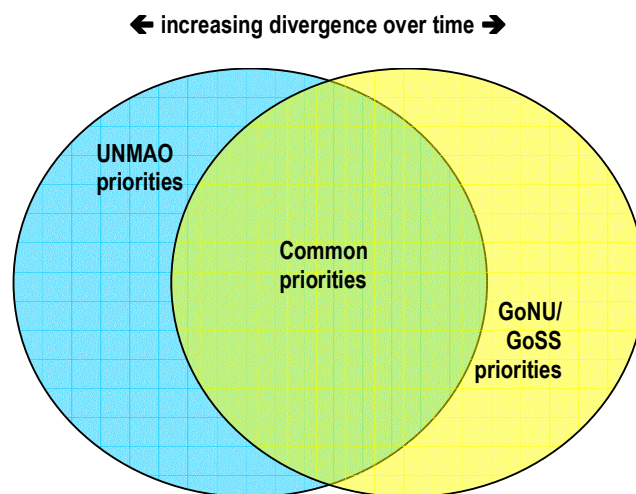 🡸 increasing divergence over time 🡺
UNMAO
priorities
Common
priorities
GoNU/
GoSS
priorities